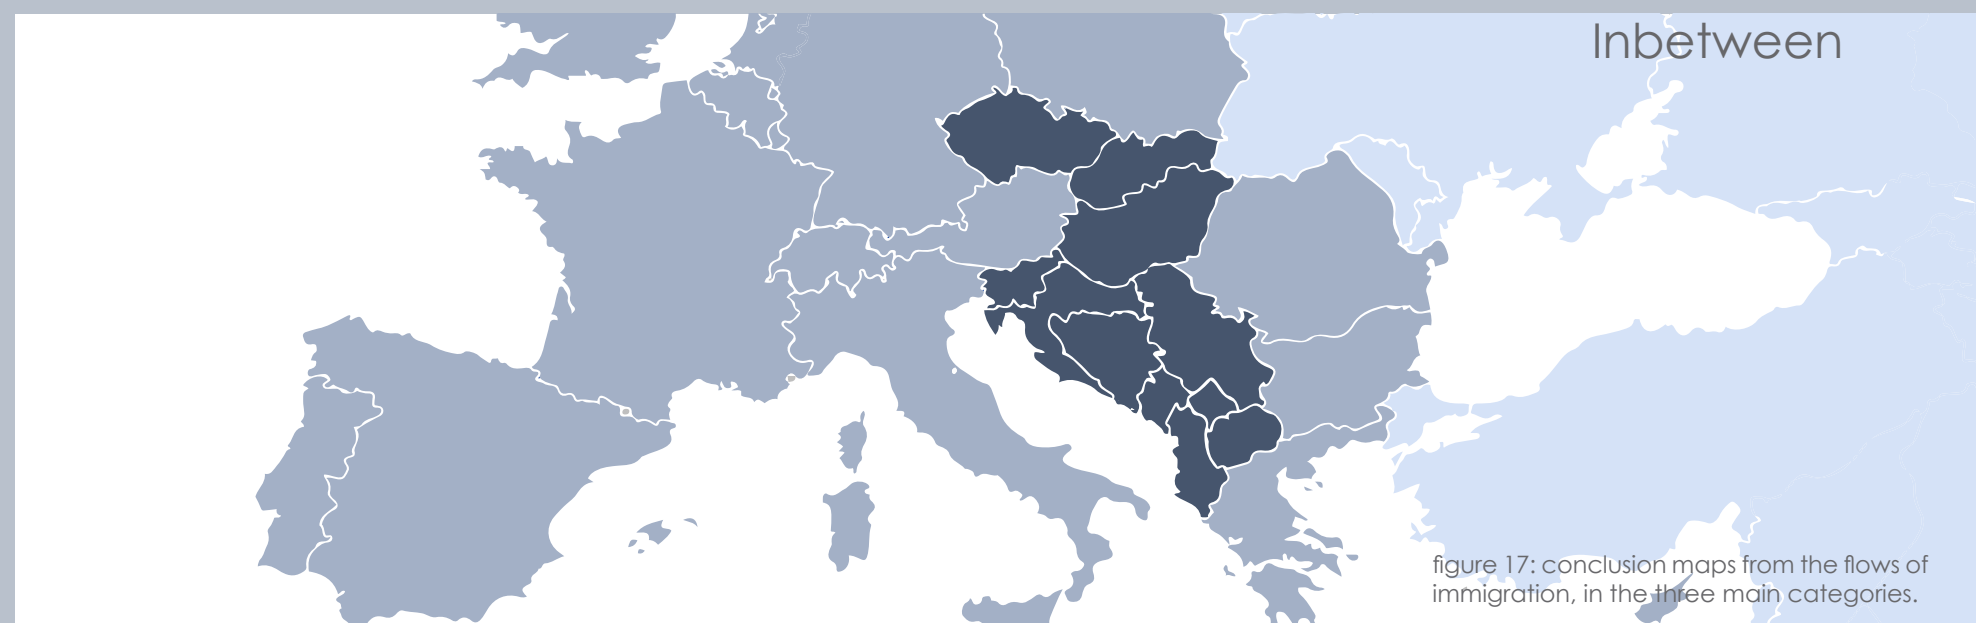 Inbetween
figure 17: conclusion maps from the flows of
immigration, in the three main categories.